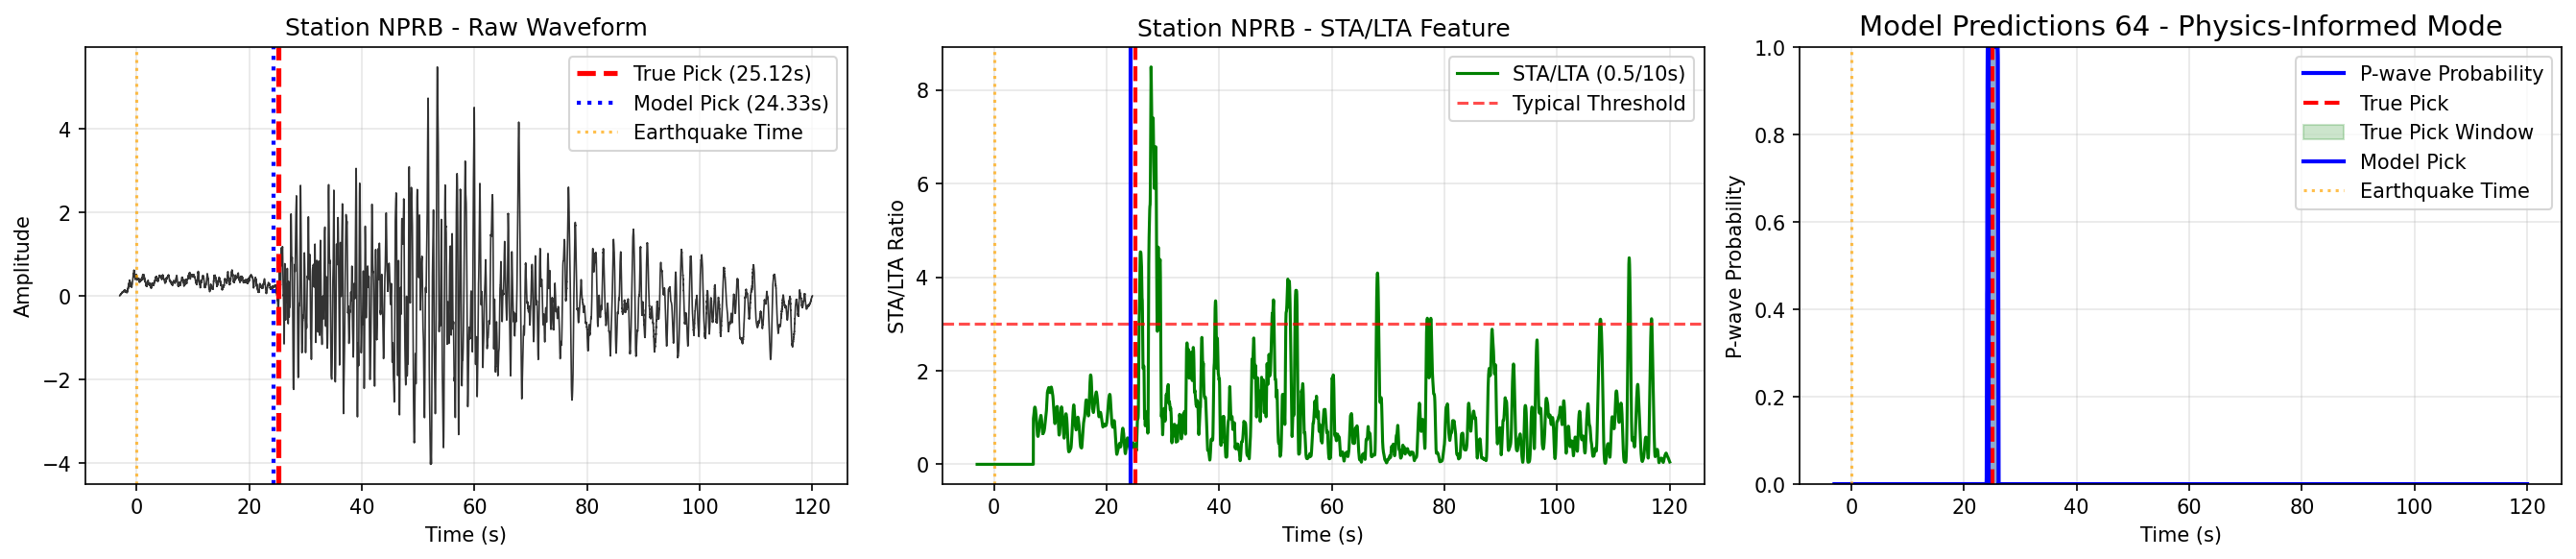 Station NPRB - Raw Waveform
Amplitude
4
2
0
−2
−4
True Pick (25.12s)
Model Pick (24.33s)
Earthquake Time
0 20 40 60 80 100 120
Time (s)
Station NPRB - STA/LTA Feature
STA/LTA Ratio
8
6
4
2
0
STA/LTA (0.5/10s)
Typical Threshold
0 20 40 60 80 100 120
Time (s)
Model Predictions 64 - Physics-Informed Mode
P-wave Probability
1.0
0.8
0.6
0.4
0.2
0.0
P-wave Probability
True Pick
True Pick Window
Model Pick
Earthquake Time
0 20 40 60 80 100 120
Time (s)